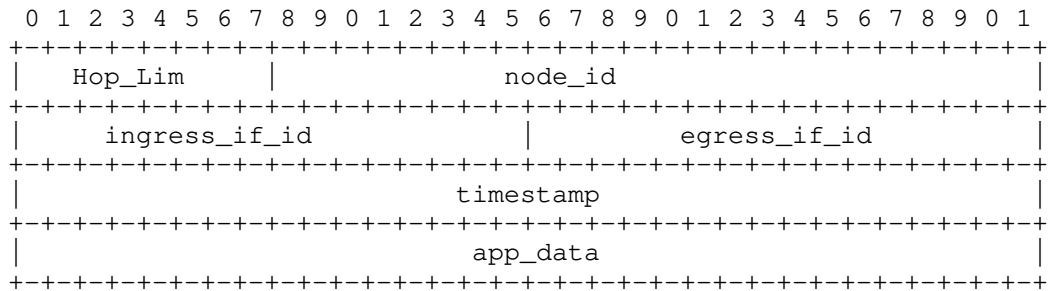 0 1 2 3 4 5 6 7 8 9 0 1 2 3 4 5 6 7 8 9 0 1 2 3 4 5 6 7 8 9 0 1
+-+-+-+-+-+-+-+-+-+-+-+-+-+-+-+-+-+-+-+-+-+-+-+-+-+-+-+-+-+-+-+-+
|   Hop_Lim     |              node_id                          |
+-+-+-+-+-+-+-+-+-+-+-+-+-+-+-+-+-+-+-+-+-+-+-+-+-+-+-+-+-+-+-+-+
|     ingress_if_id             |         egress_if_id          |
+-+-+-+-+-+-+-+-+-+-+-+-+-+-+-+-+-+-+-+-+-+-+-+-+-+-+-+-+-+-+-+-+
|                           timestamp                           |
+-+-+-+-+-+-+-+-+-+-+-+-+-+-+-+-+-+-+-+-+-+-+-+-+-+-+-+-+-+-+-+-+
|                            app_data                           |
+-+-+-+-+-+-+-+-+-+-+-+-+-+-+-+-+-+-+-+-+-+-+-+-+-+-+-+-+-+-+-+-+